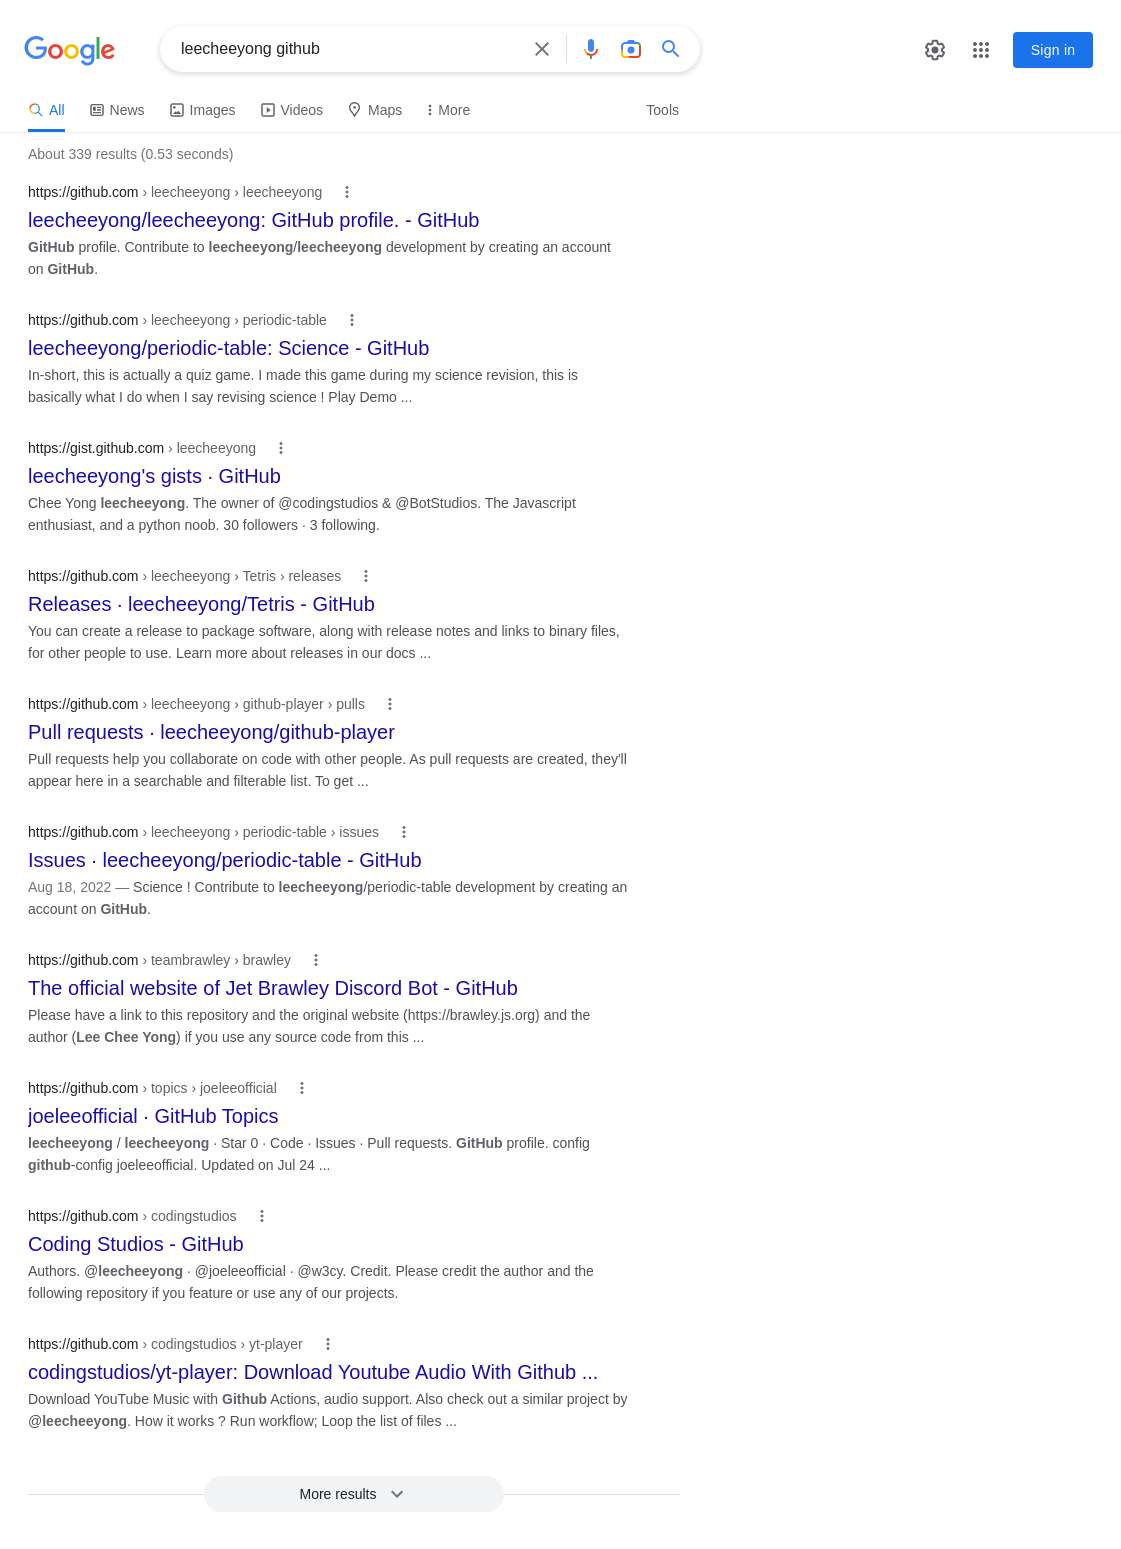 Google
leecheeyong github
Sign in
All
News
Images
Videos
Maps
More
Tools
About 339 results (0.53 seconds)
https://github.com › leecheeyong › leecheeyong
leecheeyong/leecheeyong: GitHub profile. - GitHub
GitHub profile. Contribute to leecheeyong/leecheeyong development by creating an account
on GitHub.
https://github.com › leecheeyong › periodic-table
leecheeyong/periodic-table: Science - GitHub
In-short, this is actually a quiz game. I made this game during my science revision, this is
basically what I do when I say revising science ! Play Demo ...
https://gist.github.com › leecheeyong
leecheeyong's gists · GitHub
Chee Yong leecheeyong. The owner of @codingstudios & @BotStudios. The Javascript
enthusiast, and a python noob. 30 followers · 3 following.
https://github.com › leecheeyong › Tetris › releases
Releases · leecheeyong/Tetris - GitHub
You can create a release to package software, along with release notes and links to binary files,
for other people to use. Learn more about releases in our docs ...
https://github.com › leecheeyong › github-player › pulls
Pull requests · leecheeyong/github-player
Pull requests help you collaborate on code with other people. As pull requests are created, they'll
appear here in a searchable and filterable list. To get ...
https://github.com › leecheeyong › periodic-table › issues
Issues · leecheeyong/periodic-table - GitHub
Aug 18, 2022 — Science ! Contribute to leecheeyong/periodic-table development by creating an
account on GitHub.
https://github.com › teambrawley › brawley
The official website of Jet Brawley Discord Bot - GitHub
Please have a link to this repository and the original website (https://brawley.js.org) and the
author (Lee Chee Yong) if you use any source code from this ...
https://github.com › topics › joeleeofficial
joeleeofficial · GitHub Topics
leecheeyong / leecheeyong · Star 0 · Code · Issues · Pull requests. GitHub profile. config
github-config joeleeofficial. Updated on Jul 24 ...
https://github.com › codingstudios
Coding Studios - GitHub
Authors. @leecheeyong · @joeleeofficial · @w3cy. Credit. Please credit the author and the
following repository if you feature or use any of our projects.
https://github.com › codingstudios › yt-player
codingstudios/yt-player: Download Youtube Audio With Github ...
Download YouTube Music with Github Actions, audio support. Also check out a similar project by
@leecheeyong. How it works ? Run workflow; Loop the list of files ...
More results